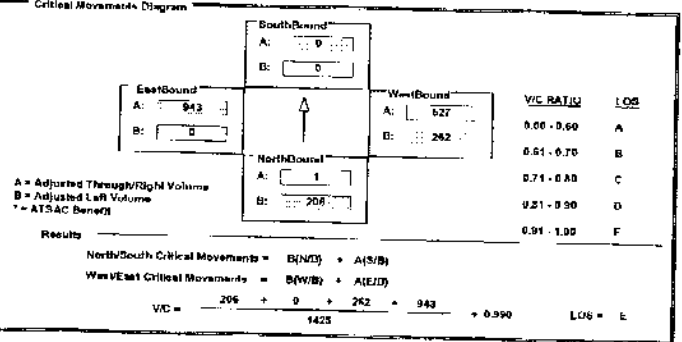 Critical Movements Diagram
SouthBound
A: 0
B: 0
EastBound
A: 943
B: 0
WestBound
A: 627
B: 262
NorthBound
A: 1
B: 206
V/C RATIO LOS
0.00 - 0.60 A
0.61 - 0.70 B
0.71 - 0.80 C
0.81 - 0.90 D
0.91 - 1.00 E
A = Adjusted Through/Right Volume
B = Adjusted Left Volume
* = ATSAC Benefit
Results
North/South Critical Movements = B(N/B) + A(S/B)
West/East Critical Movements = B(W/B) + A(E/B)
V/C = 206 + 0 + 262 + 943
1425
+ 0.990 LOS = E